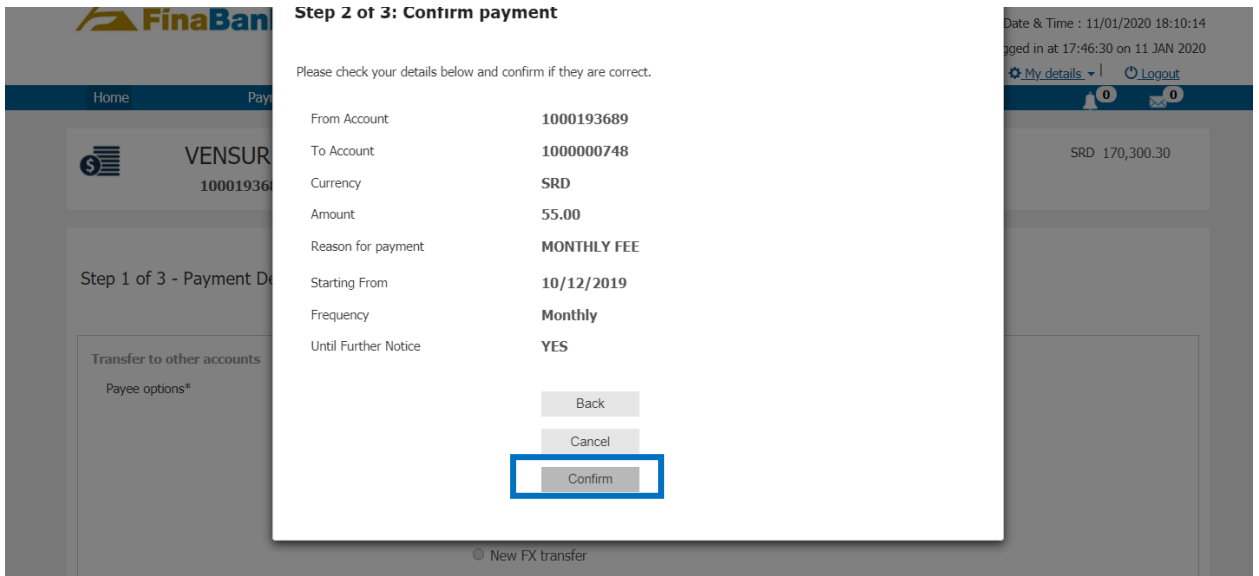 FinaBan
Step 2 of 3: Confirm payment
Date & Time : 11/01/2020 18:10:14
gged in at 17:46:30 on 11 JAN 2020
My details
Logout
Please check your details below and confirm if they are correct.
Home
Pay
0
0
From Account 1000193689
To Account 1000000748
VENSUR
SRD 170,300.30
10001936
Currency SRD
Amount 55.00
Reason for payment MONTHLY FEE
Step 1 of 3 - Payment De
Starting From 10/12/2019
Frequency Monthly
Until Further Notice YES
Transfer to other accounts
Payee options*
Back
Cancel
Confirm
New FX transfer